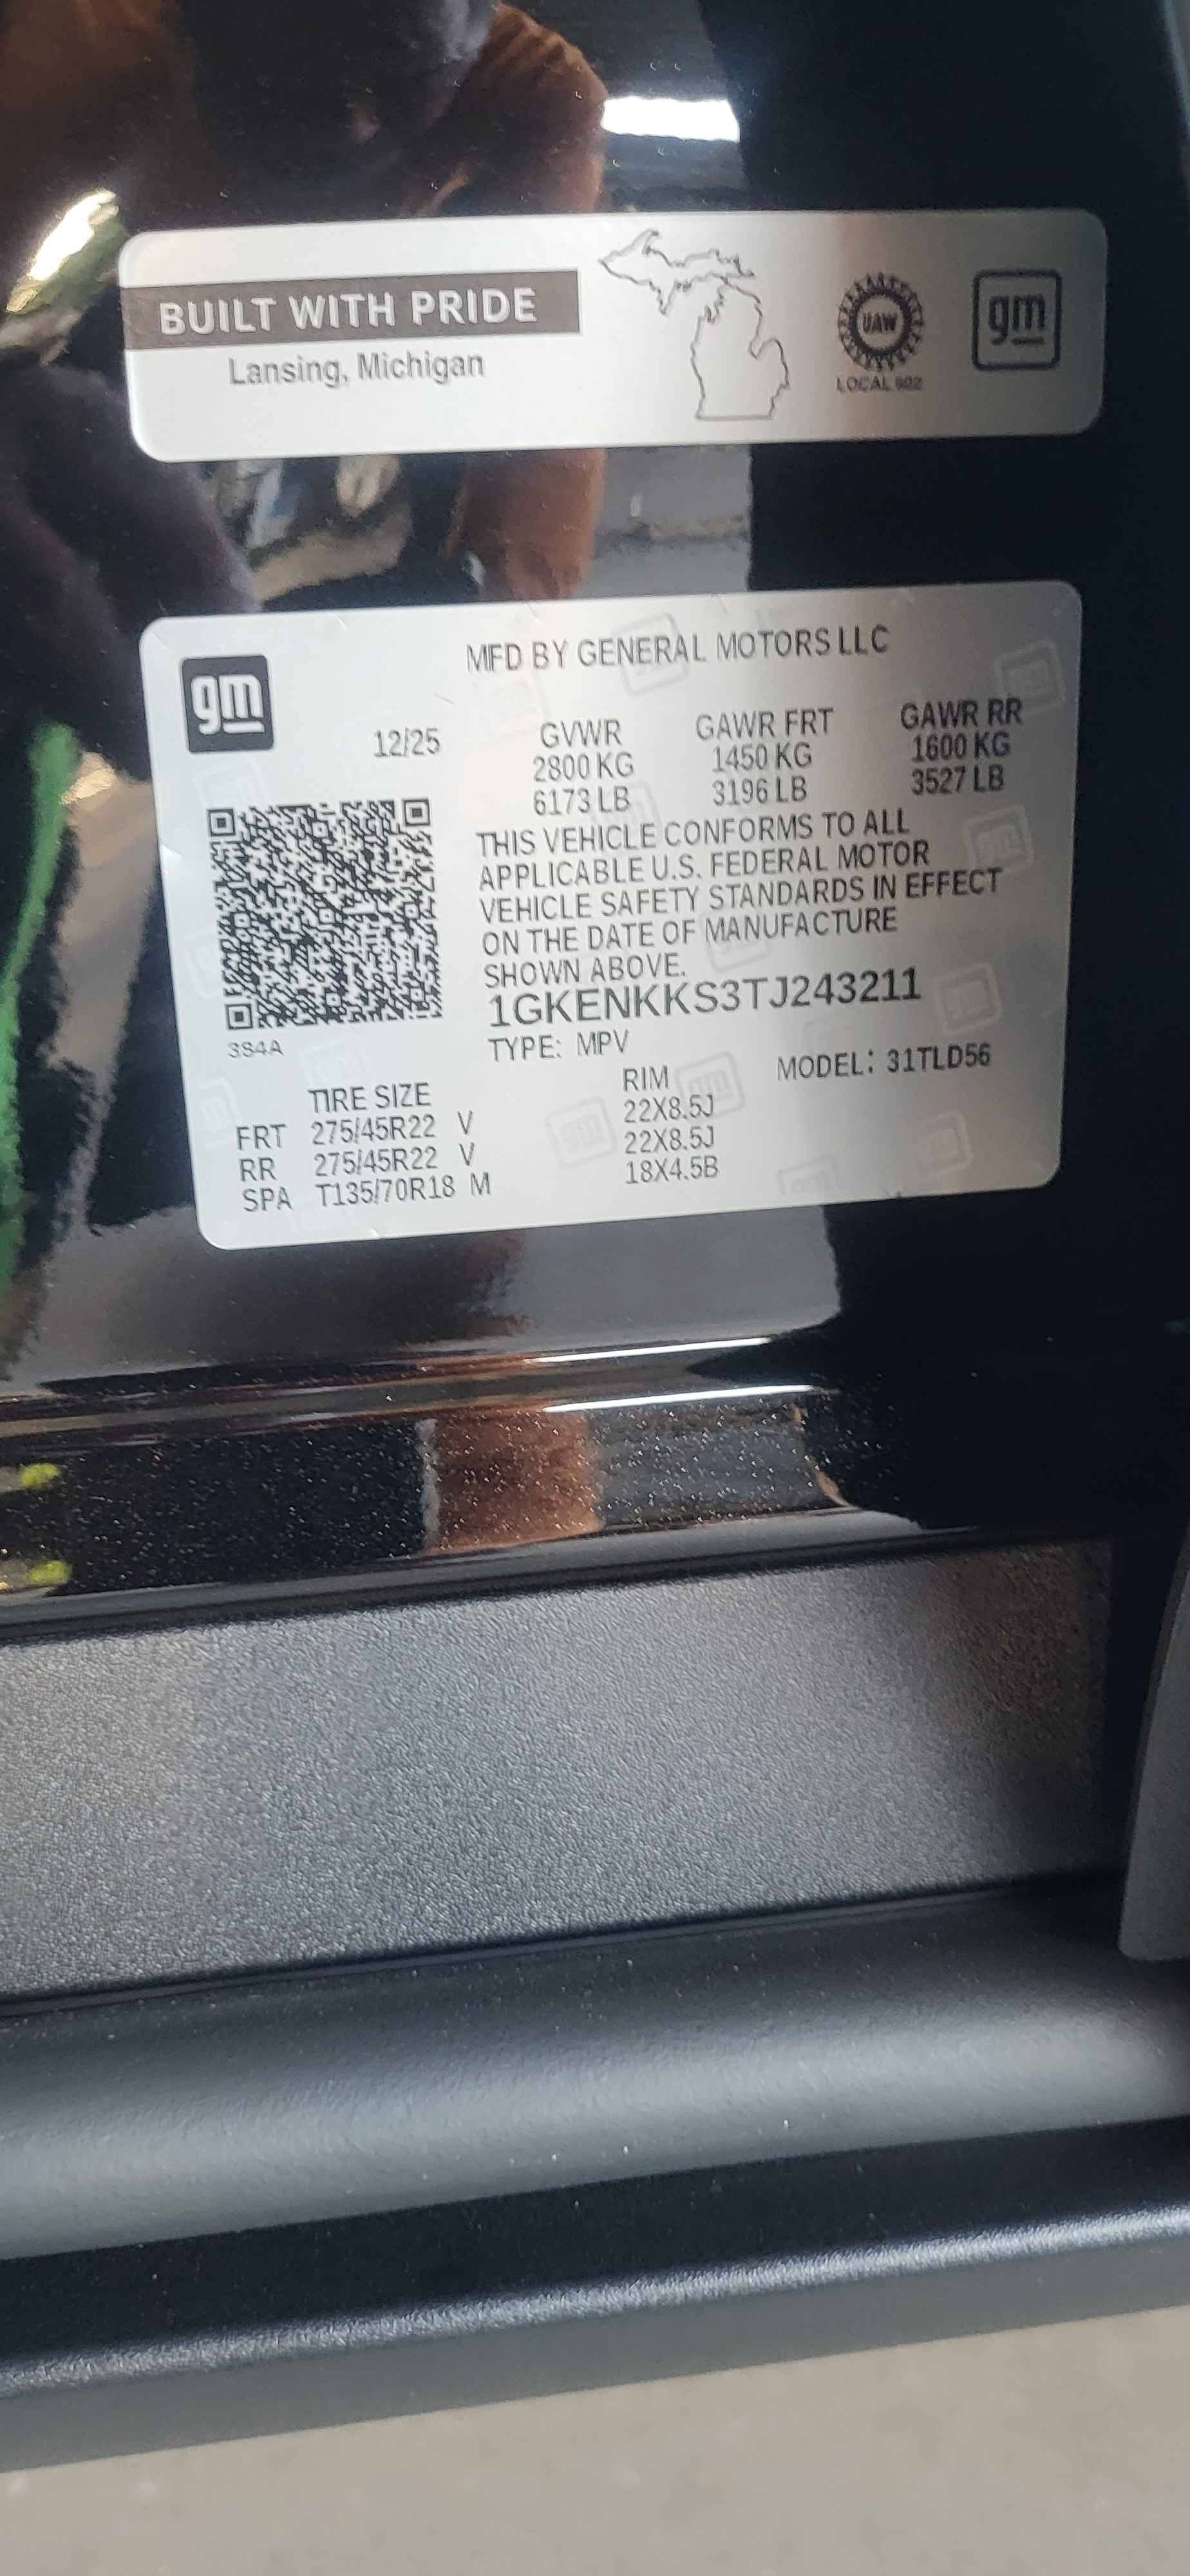 BUILT WITH PRIDE
Lansing, Michigan
UAW
LOCAL 602
gm
gm
MFD BY GENERAL MOTORS LLC
12/25
GVWR GAWR FRT GAWR RR
2800 KG 1450 KG 1600 KG
6173 LB 3196 LB 3527 LB
THIS VEHICLE CONFORMS TO ALL
APPLICABLE U.S. FEDERAL MOTOR
VEHICLE SAFETY STANDARDS IN EFFECT
ON THE DATE OF MANUFACTURE
SHOWN ABOVE.
1GKENKKS3TJ243211
3S4A
TYPE: MPV MODEL: 31TLD56
TIRE SIZE RIM
FRT 275/45R22 V 22X8.5J
RR 275/45R22 V 22X8.5J
SPA T135/70R18 M 18X4.5B